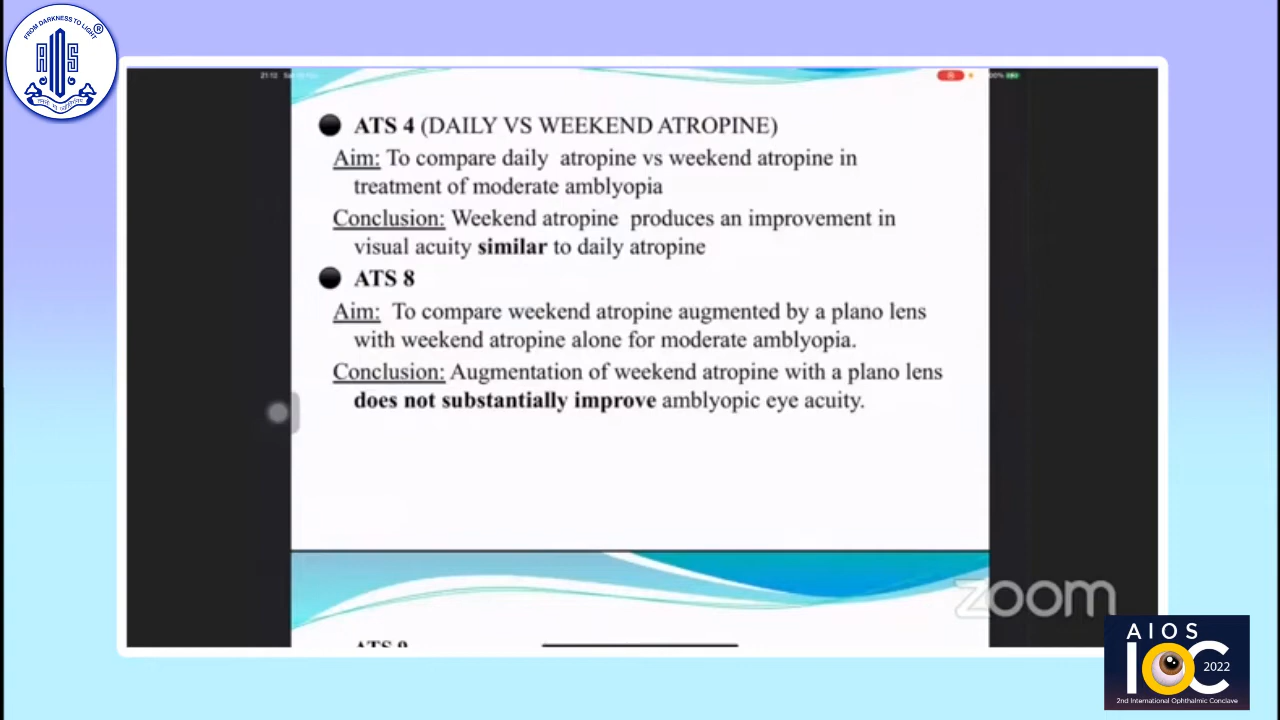 FROM DARKNESS TO LIGHT
®
AIOS
21:12
ATS 4 (DAILY VS WEEKEND ATROPINE)
Aim: To compare daily atropine vs weekend atropine in
treatment of moderate amblyopia
Conclusion: Weekend atropine produces an improvement in
visual acuity similar to daily atropine
ATS 8
Aim: To compare weekend atropine augmented by a plano lens
with weekend atropine alone for moderate amblyopia.
Conclusion: Augmentation of weekend atropine with a plano lens
does not substantially improve amblyopic eye acuity.
zoom
AIOS
IOC
2022
2nd International Ophthalmic Conclave